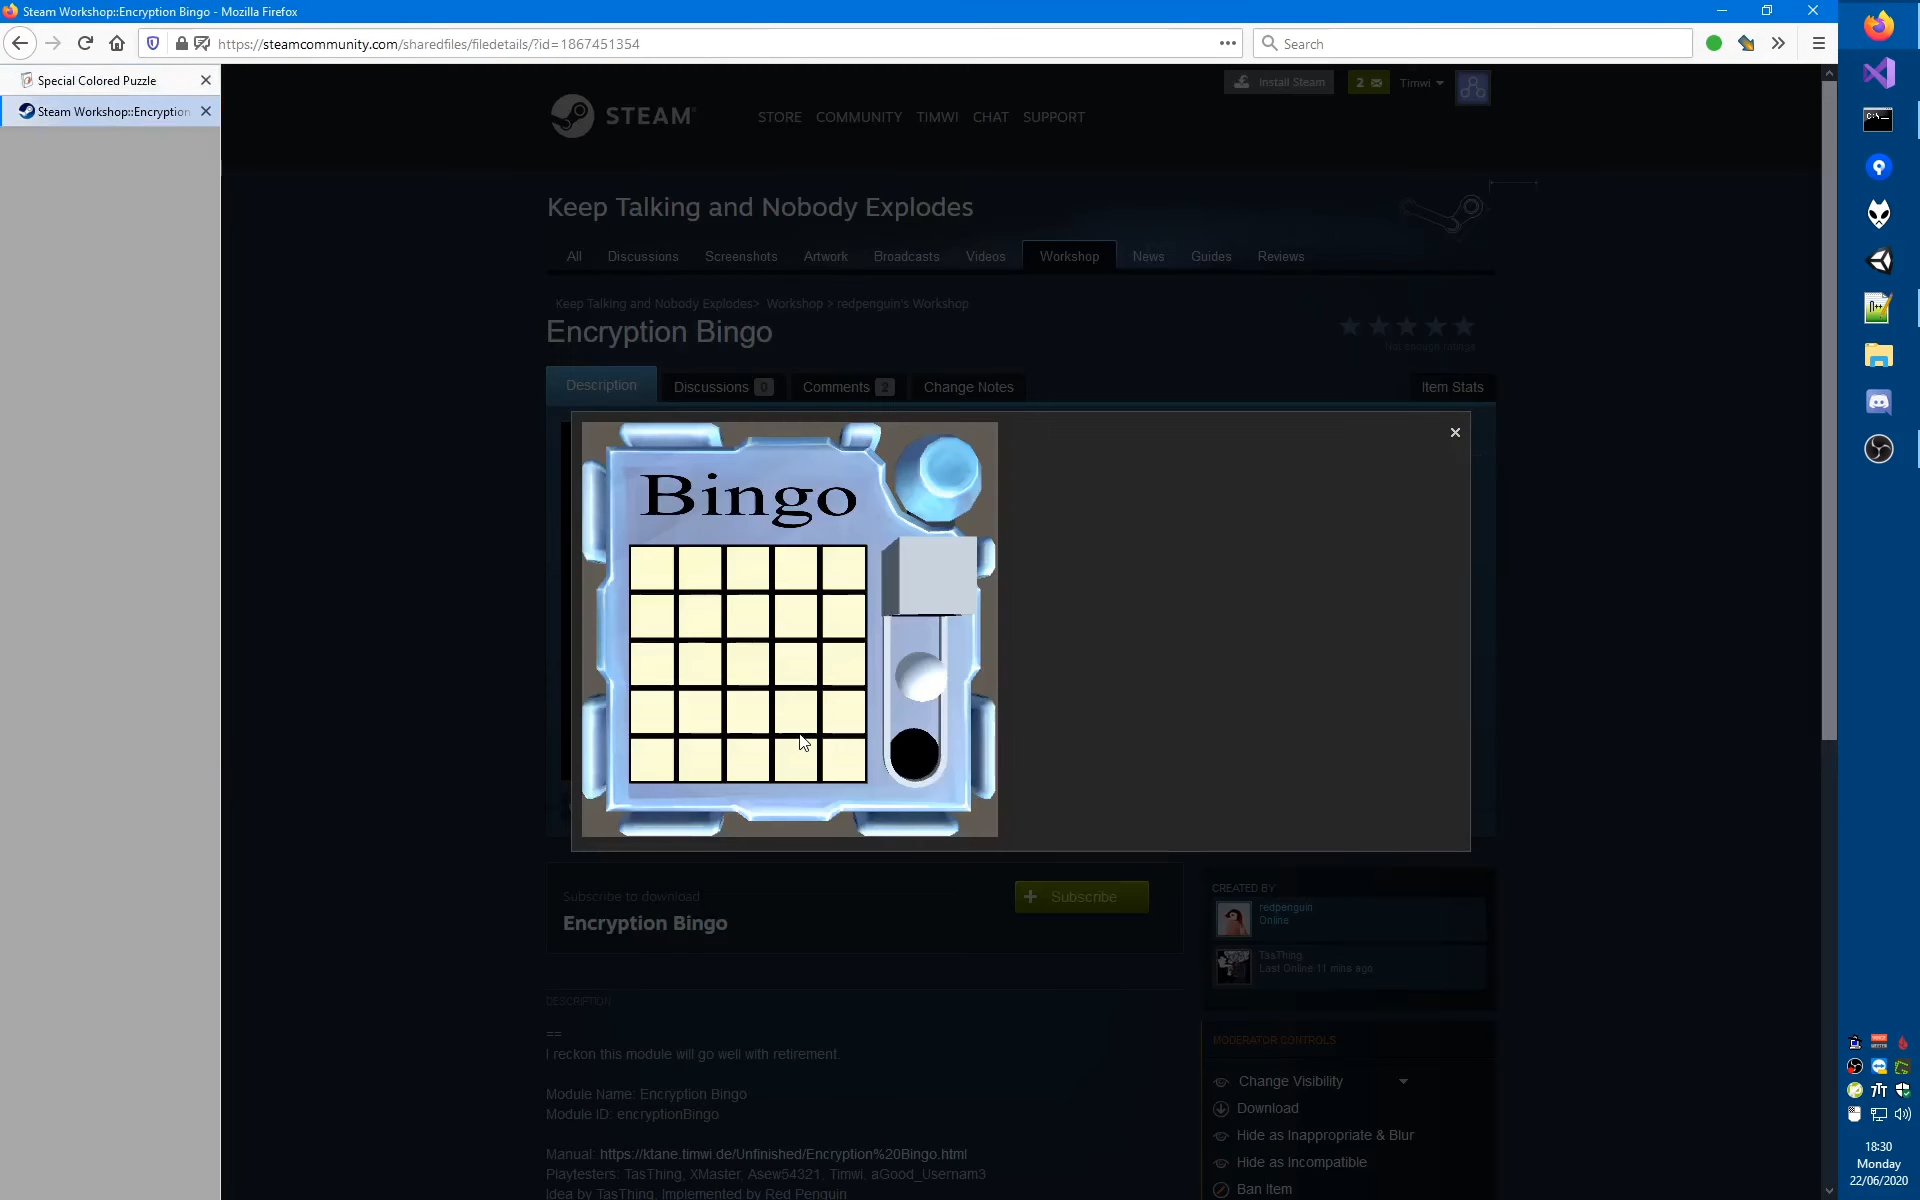 Steam Workshop::Encryption Bingo - Mozilla Firefox
https://steamcommunity.com/sharedfiles/filedetails/?id=1867451354
Search
Special Colored Puzzle
Steam Workshop::Encryption
Install Steam
2
Timwi
STEAM
STORE COMMUNITY TIMWI CHAT SUPPORT
Keep Talking and Nobody Explodes
All Discussions Screenshots Artwork Broadcasts Videos Workshop News Guides Reviews
Keep Talking and Nobody Explodes> Workshop > redpenguin's Workshop
Encryption Bingo
Not enough ratings
Description Discussions 0 Comments 2 Change Notes Item Stats
Bingo
Subscribe to download
Encryption Bingo
Subscribe
CREATED BY
redpenguin
Online
TasThing
Last Online 11 mins ago
DESCRIPTION
==
I reckon this module will go well with retirement.
Module Name: Encryption Bingo
Module ID: encryptionBingo
Manual: https://ktane.timwi.de/Unfinished/Encryption%20Bingo.html
Playtesters: TasThing, XMaster, Asew54321, Timwi, aGood_Usernam3
Idea by TasThing, Implemented by Red Penguin
MODERATOR CONTROLS
Change Visibility
Download
Hide as Inappropriate & Blur
Hide as Incompatible
Ban Item
18:30
Monday
22/06/2020